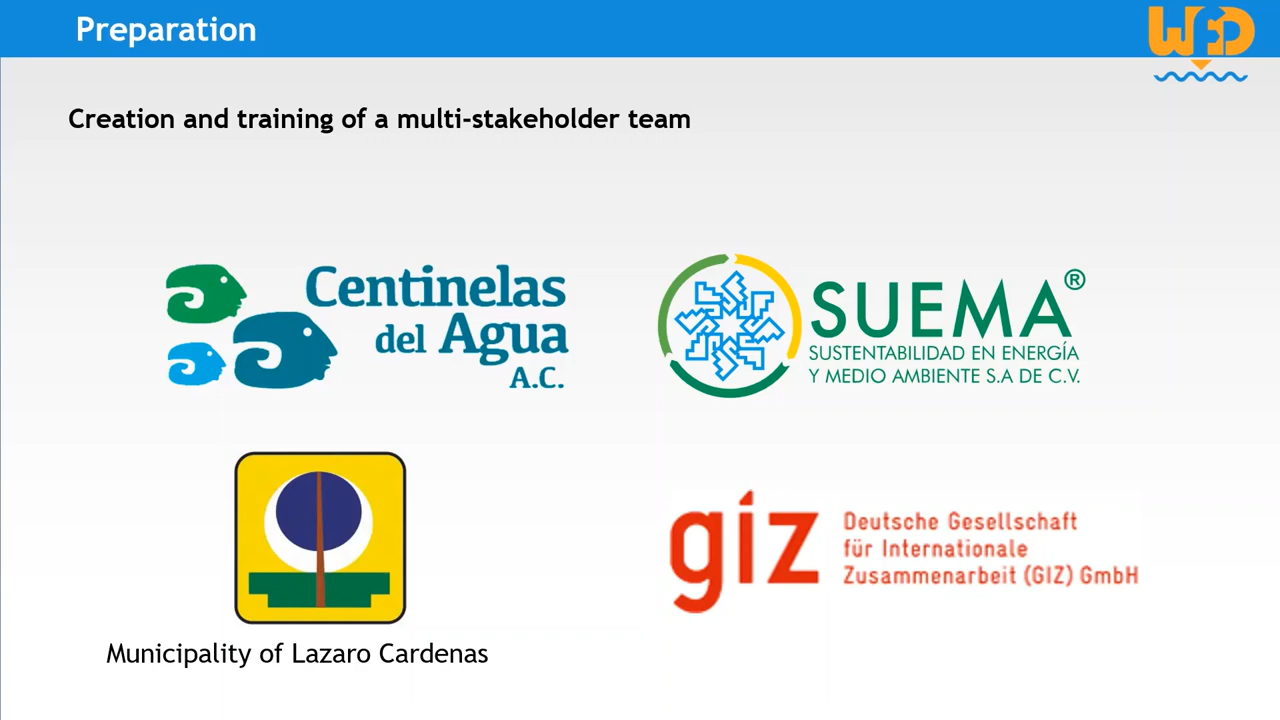 Preparation
WED
Creation and training of a multi-stakeholder team
Centinelas
del Agua
A.C.
SUEMA®
SUSTENTABILIDAD EN ENERGÍA
Y MEDIO AMBIENTE S.A DE C.V.
Municipality of Lazaro Cardenas
giz
Deutsche Gesellschaft
für Internationale
Zusammenarbeit (GIZ) GmbH